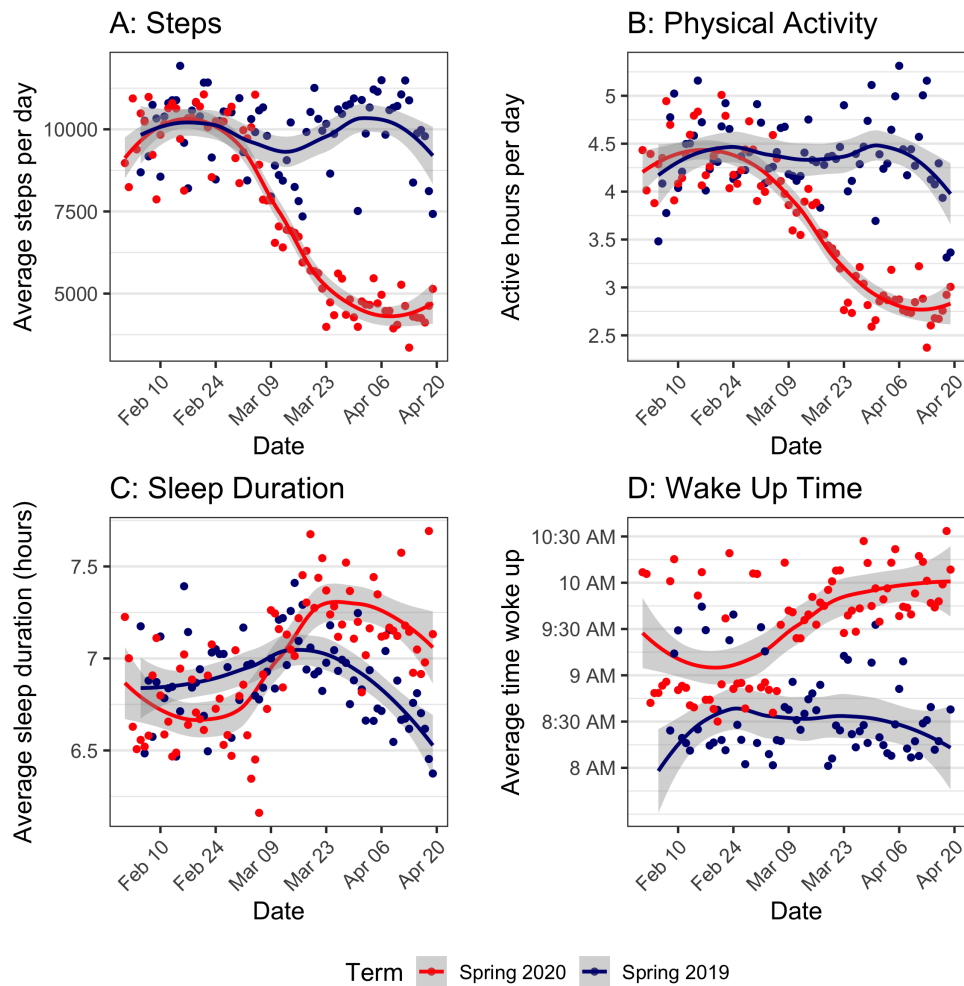 A: Steps
Average steps per day
10000
7500
5000
Feb 10
Feb 24
Mar 09
Mar 23
Apr 06
Apr 20
Date
B: Physical Activity
Active hours per day
5
4.5
4
3.5
3
2.5
Feb 10
Feb 24
Mar 09
Mar 23
Apr 06
Apr 20
Date
C: Sleep Duration
Average sleep duration (hours)
7.5
7
6.5
Feb 10
Feb 24
Mar 09
Mar 23
Apr 06
Apr 20
Date
D: Wake Up Time
Average time woke up
10:30 AM
10 AM
9:30 AM
9 AM
8:30 AM
8 AM
Feb 10
Feb 24
Mar 09
Mar 23
Apr 06
Apr 20
Date
Term Spring 2020 Spring 2019